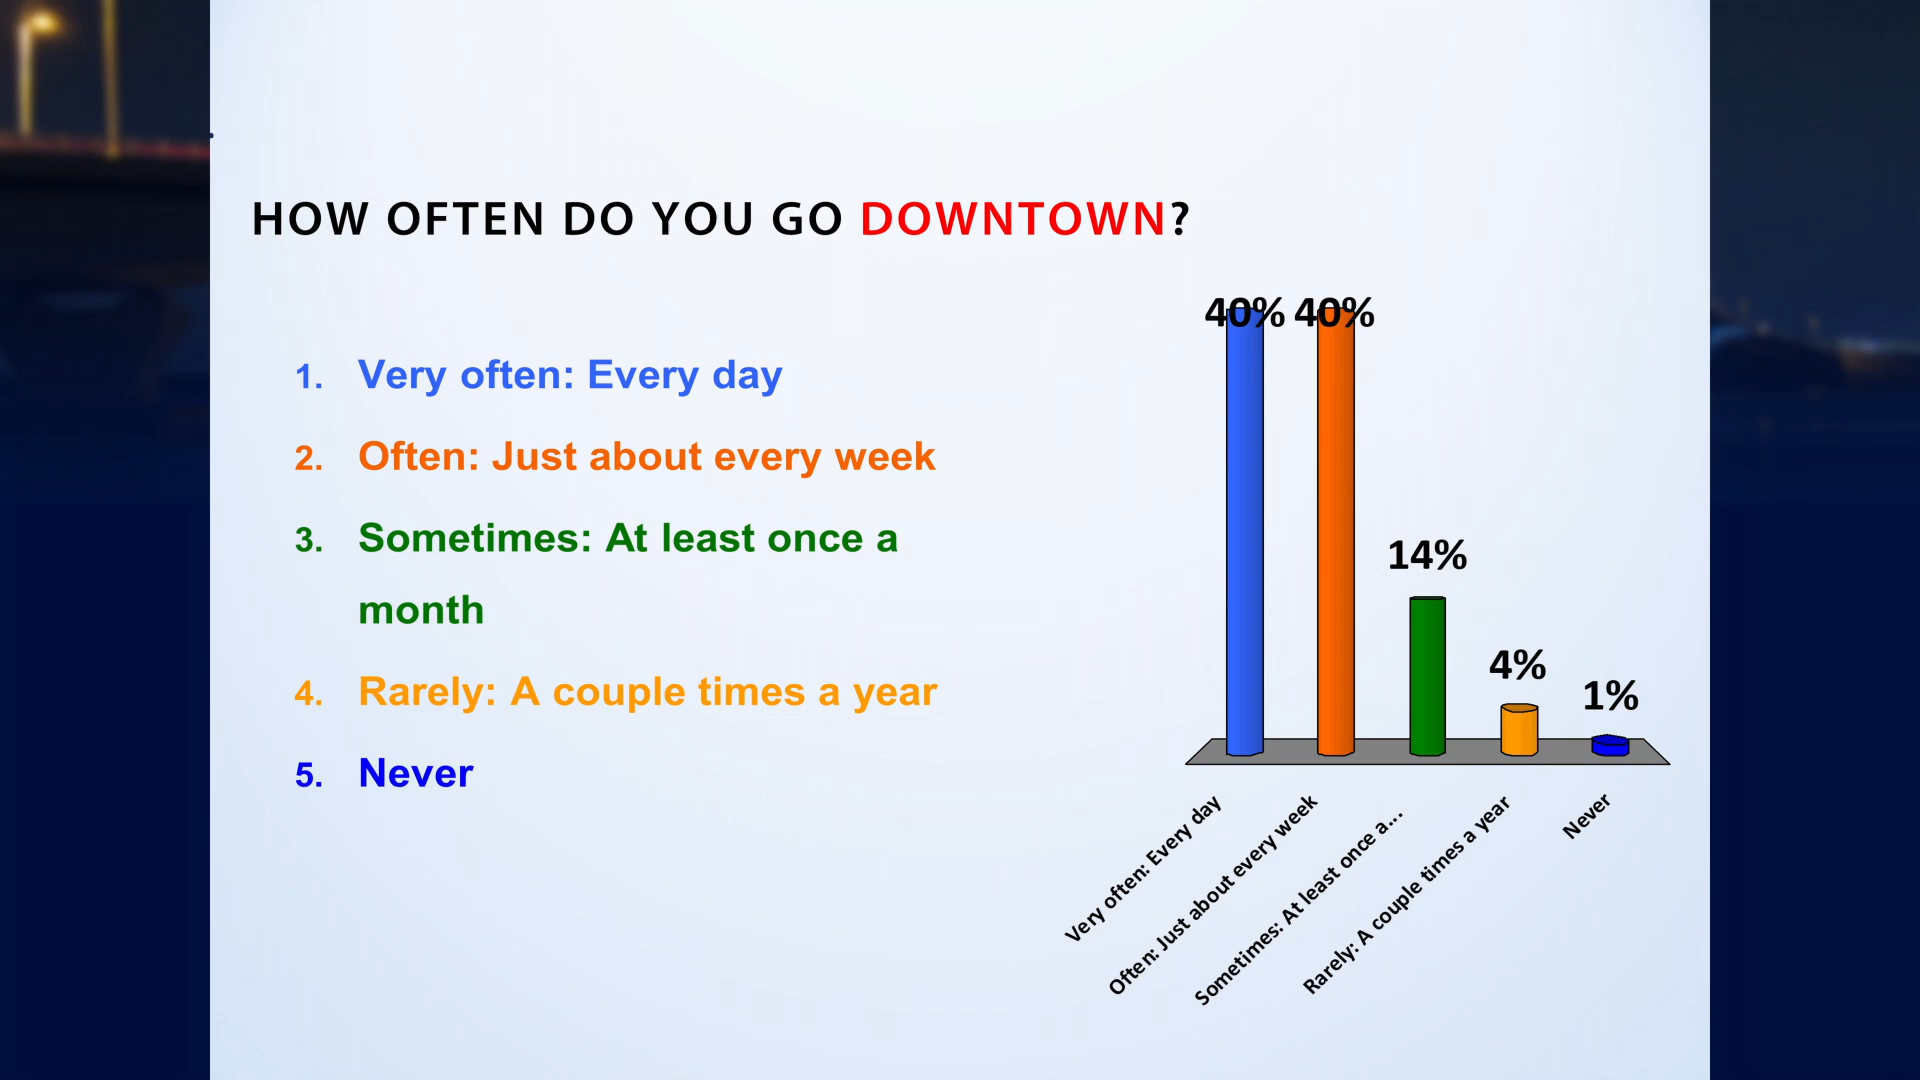 HOW OFTEN DO YOU GO DOWNTOWN?
1. Very often: Every day
2. Often: Just about every week
3. Sometimes: At least once a
month
4. Rarely: A couple times a year
5. Never
40% 40%
14%
4%
1%
Very often: Every day
Often: Just about every week
Sometimes: At least once a...
Rarely: A couple times a year
Never